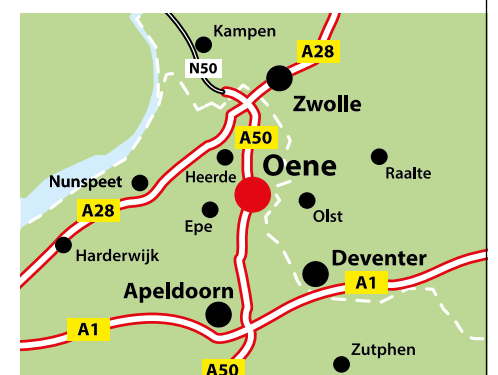 Kampen
A28
N50
Zwolle
A50
Oene
Heerde
Raalte
Nunspeet
Olst
A28
Epe
Harderwijk
Deventer
A1
Apeldoorn
A1
Zutphen
A50